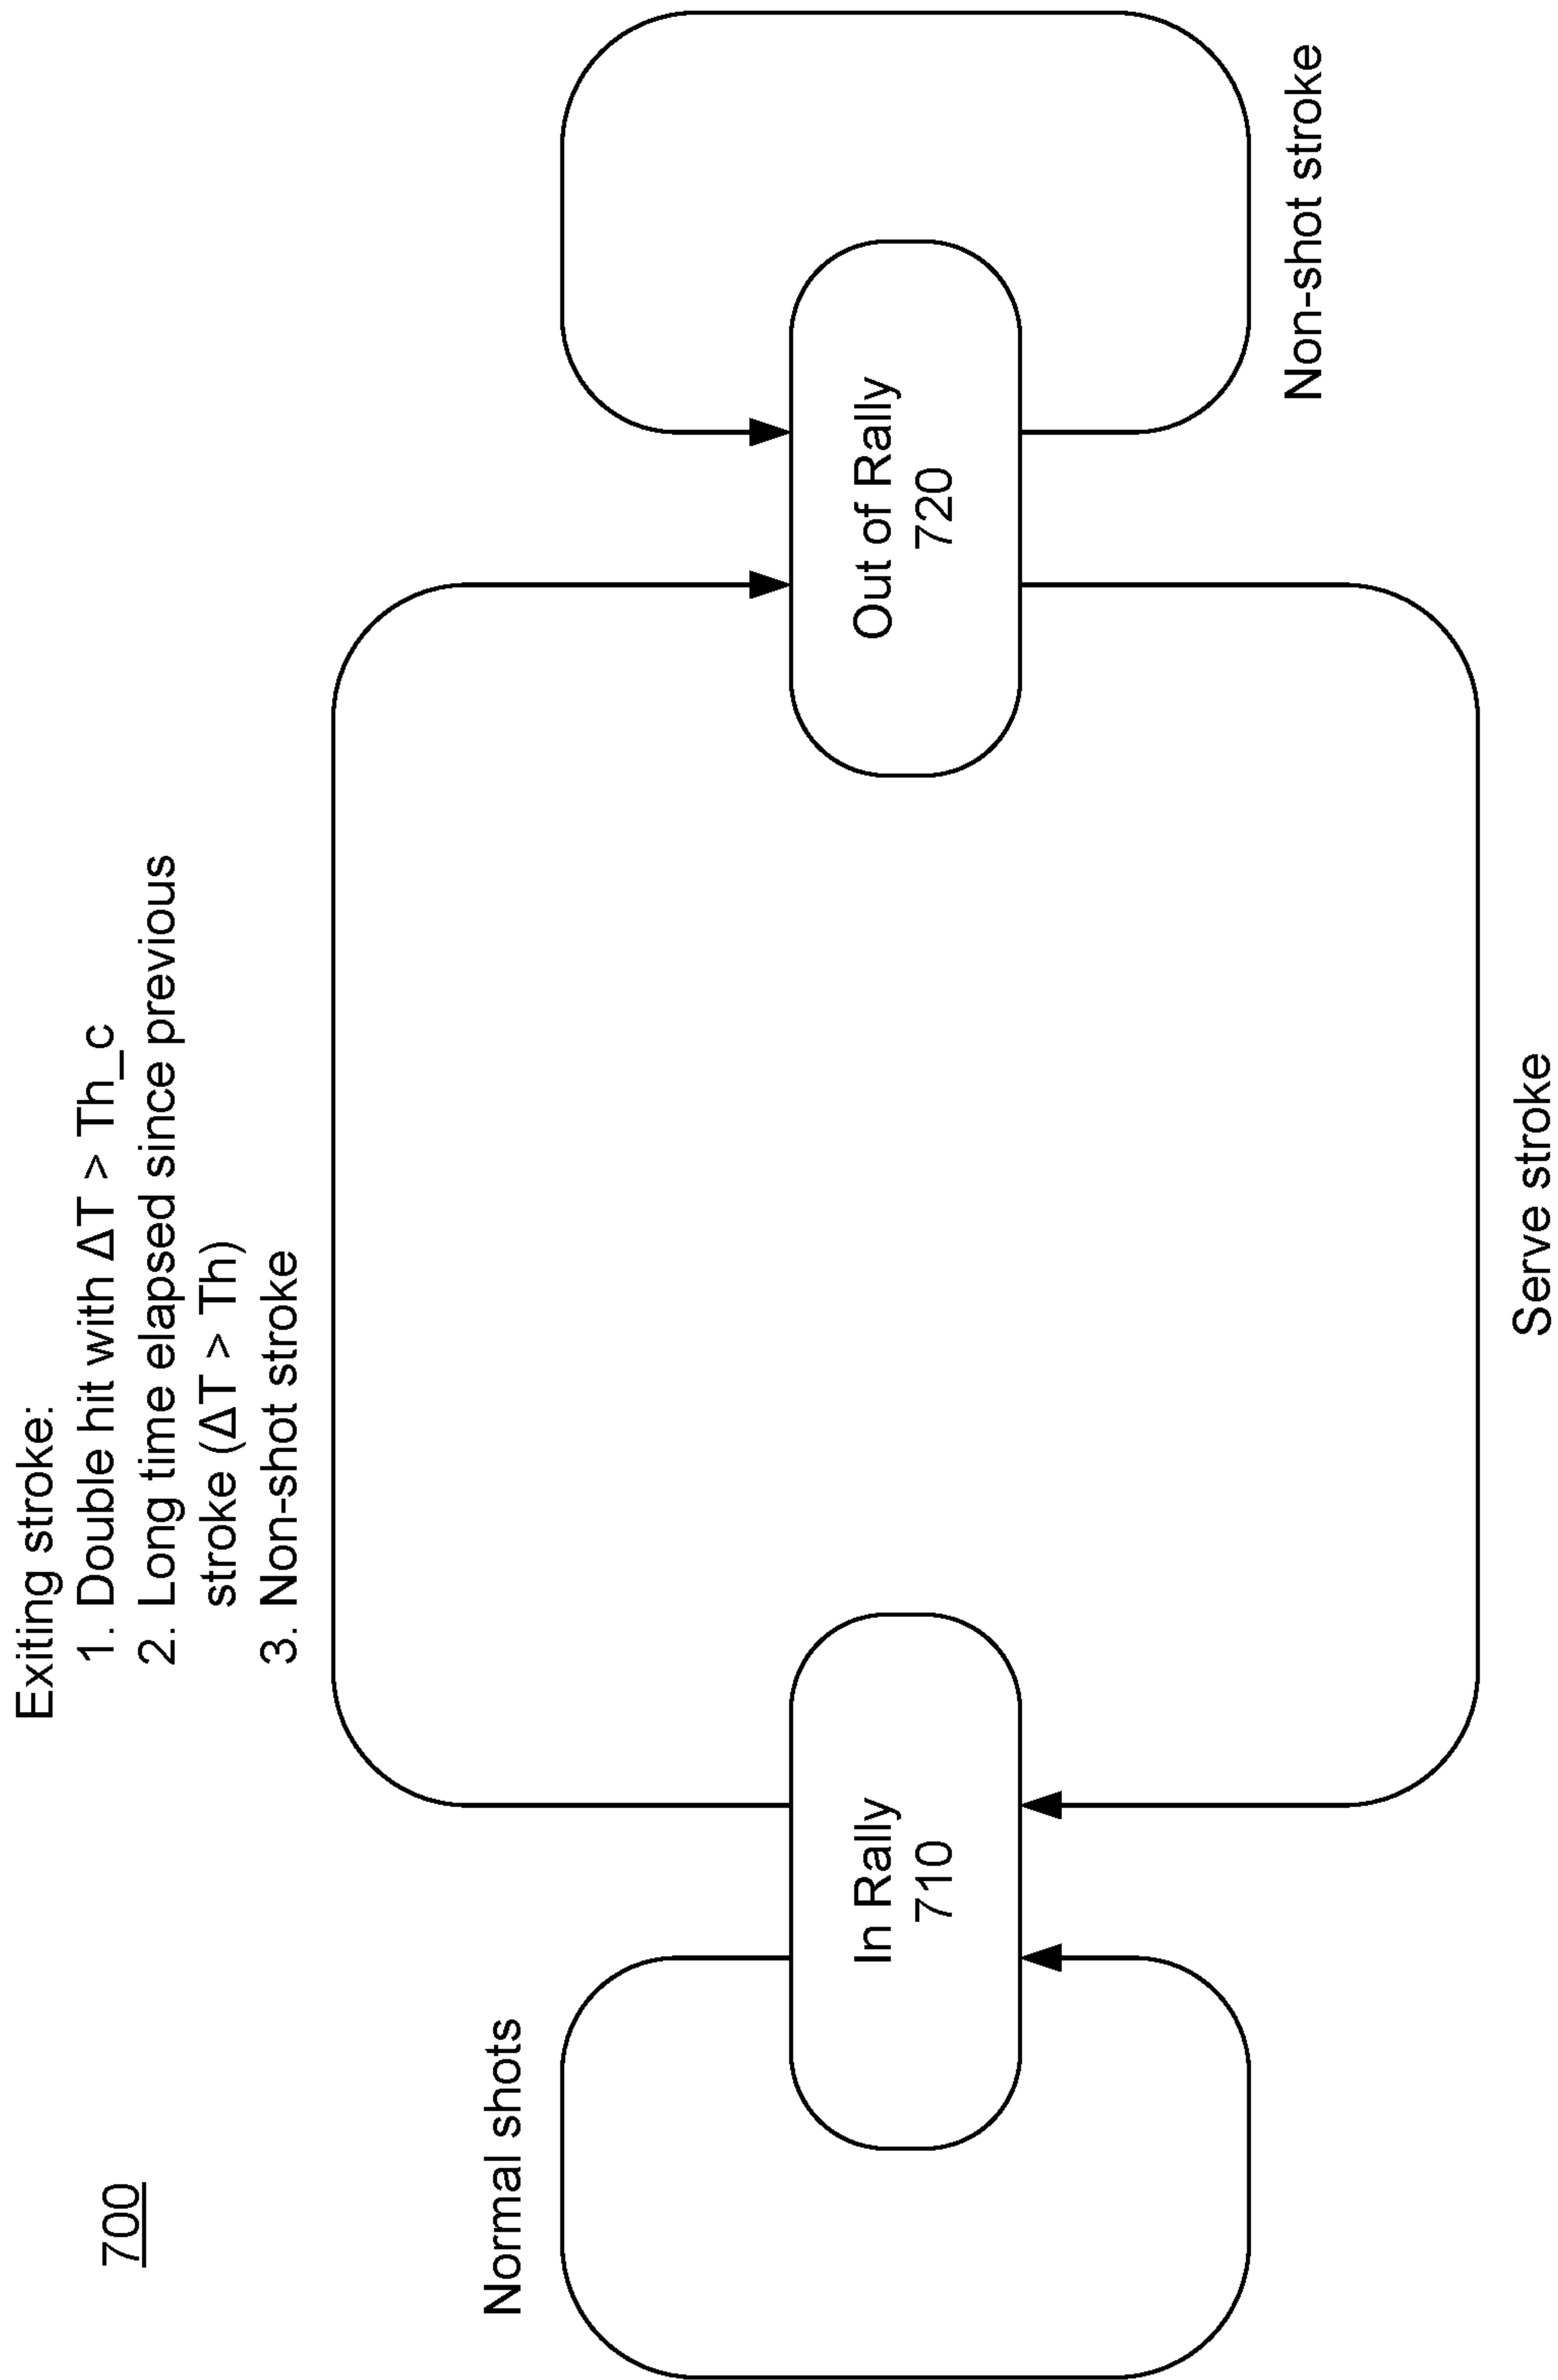 700
Exiting stroke:
1. Double hit with ΔT > Th_c
2. Long time elapsed since previous
stroke (ΔT > Th)
3. Non-shot stroke
Normal shots
In Rally
710
Out of Rally
720
Non-shot stroke
Serve stroke